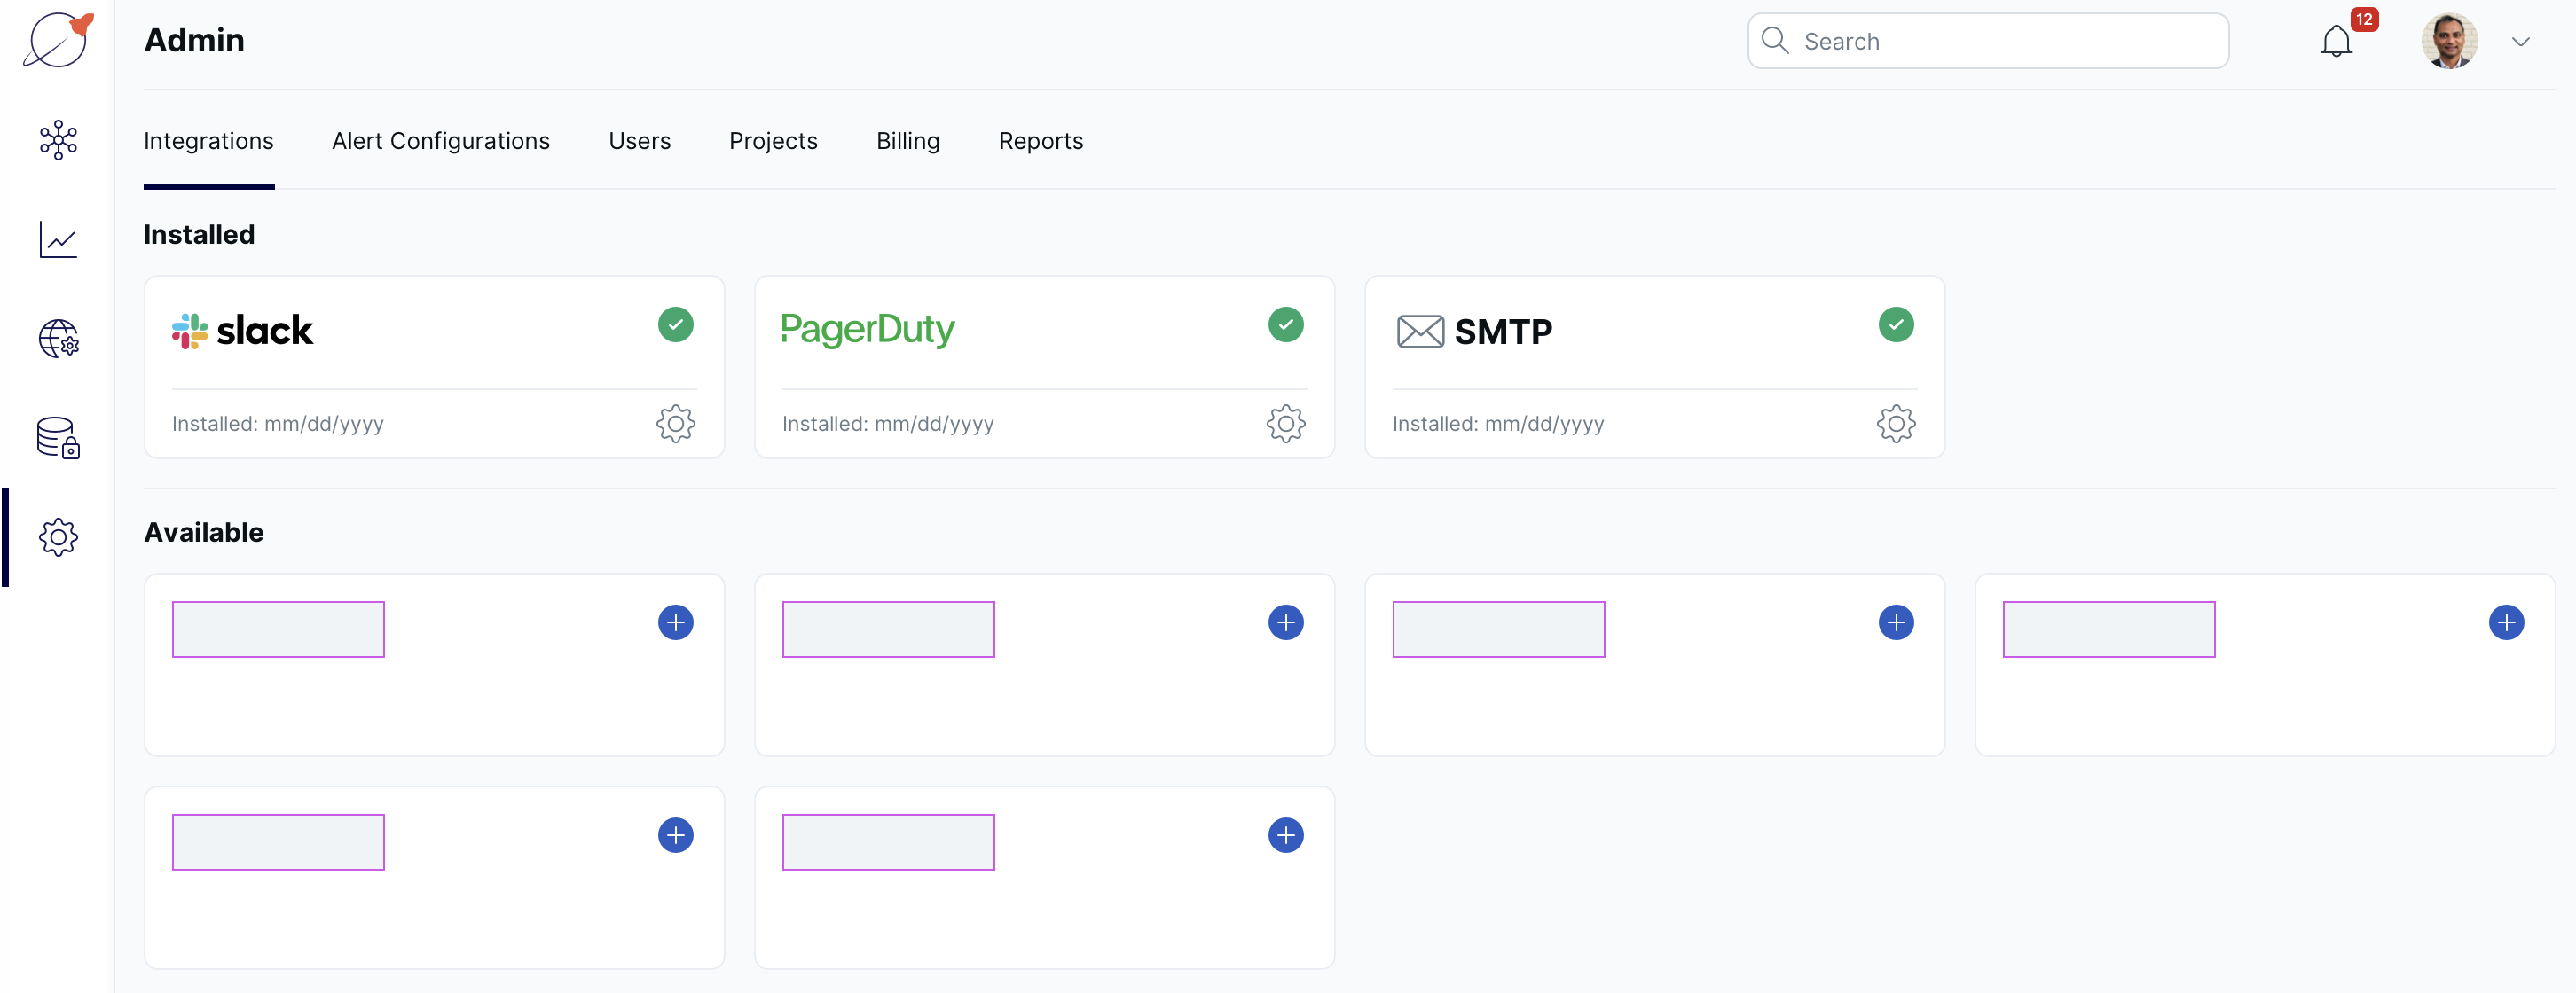 Admin
Search
12
Integrations Alert Configurations Users Projects Billing Reports
Installed
slack
PagerDuty
SMTP
Installed: mm/dd/yyyy
Installed: mm/dd/yyyy
Installed: mm/dd/yyyy
Available